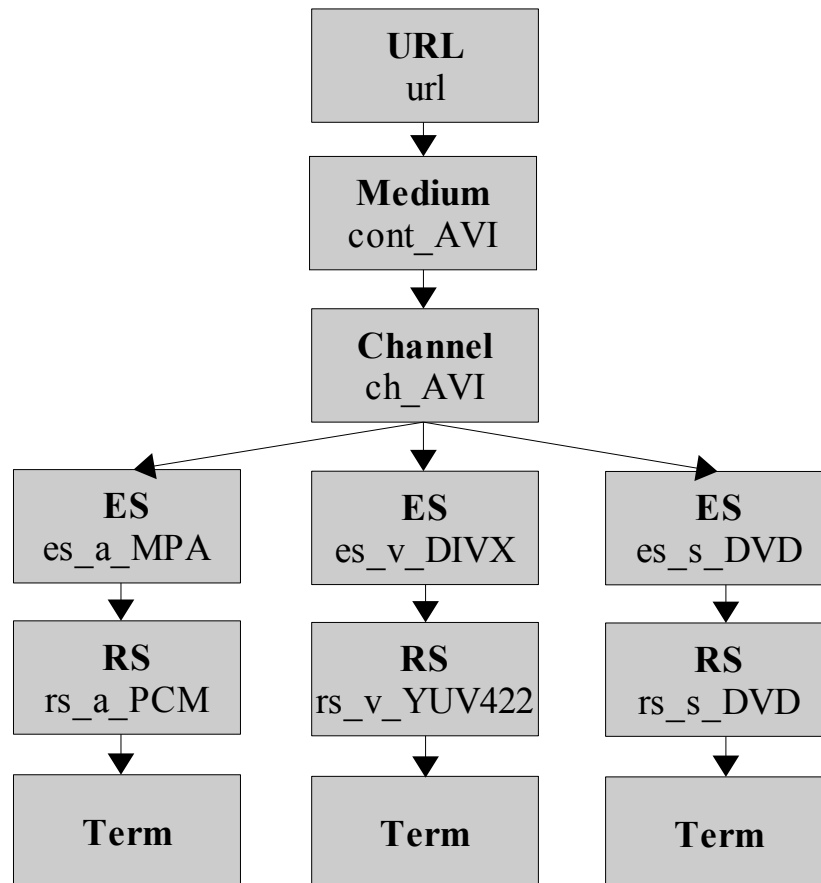 URL
url
Medium
cont_AVI
Channel
ch_AVI
ES
es_a_MPA
ES
es_v_DIVX
ES
es_s_DVD
RS
rs_a_PCM
RS
rs_v_YUV422
RS
rs_s_DVD
Term
Term
Term